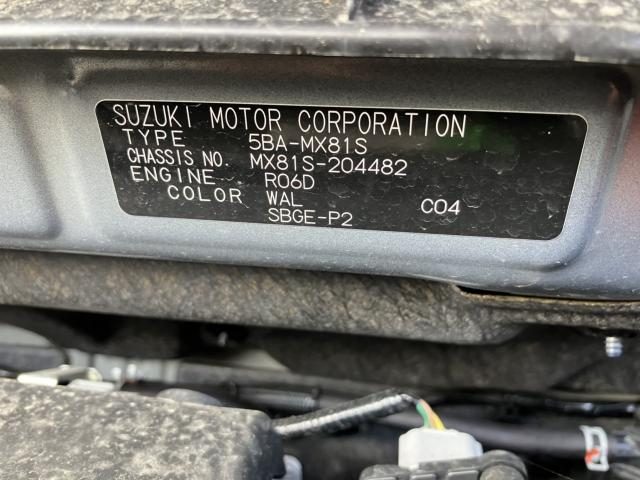 SUZUKI MOTOR CORPORATION
TYPE 5BA-MX81S
CHASSIS NO. MX81S-204482
ENGINE R06D
COLOR WAL C04
SBGE-P2